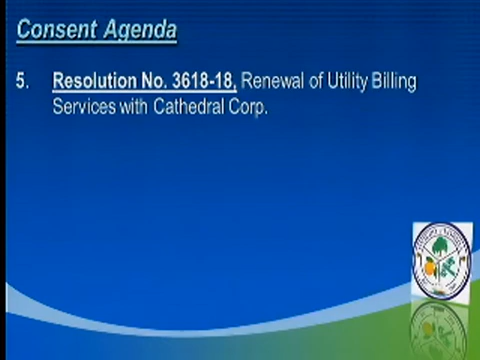 Consent Agenda
5. Resolution No. 3618-18, Renewal of Utility Billing
Services with Cathedral Corp.